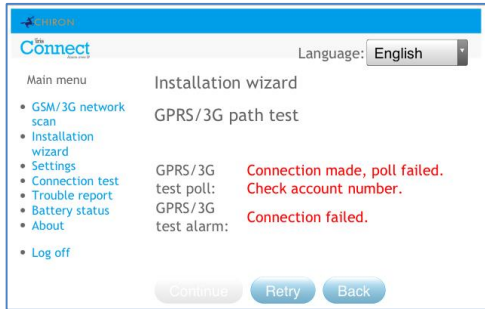 CHIRON
Iris
Connect
Language: English
Main menu
GSM/3G network
scan
Installation
wizard
Settings
Connection test
Trouble report
Battery status
About
Log off
Installation wizard
GPRS/3G path test
GPRS/3G
test poll:
Connection made, poll failed.
Check account number.
GPRS/3G
test alarm:
Connection failed.
Continue
Retry
Back